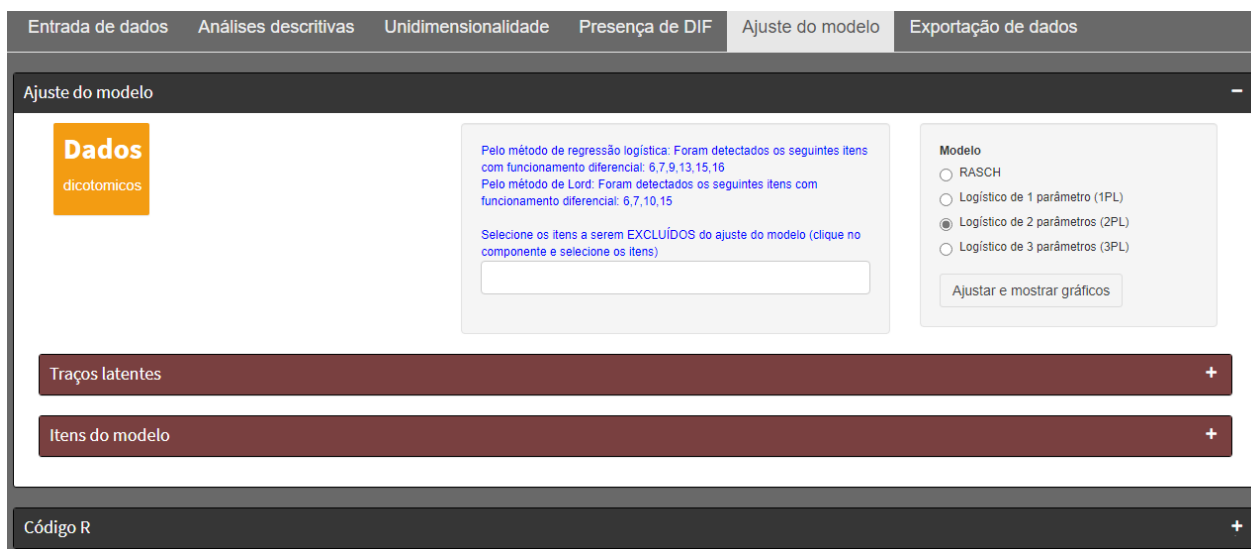 Entrada de dados Análises descritivas Unidimensionalidade Presença de DIF Ajuste do modelo Exportação de dados
Ajuste do modelo −
Dados
dicotomicos
Pelo método de regressão logística: Foram detectados os seguintes itens
com funcionamento diferencial: 6,7,9,13,15,16
Pelo método de Lord: Foram detectados os seguintes itens com
funcionamento diferencial: 6,7,10,15
Selecione os itens a serem EXCLUÍDOS do ajuste do modelo (clique no
componente e selecione os itens)
Modelo
RASCH
Logístico de 1 parâmetro (1PL)
Logístico de 2 parâmetros (2PL)
Logístico de 3 parâmetros (3PL)
Ajustar e mostrar gráficos
Traços latentes +
Itens do modelo +
Código R +